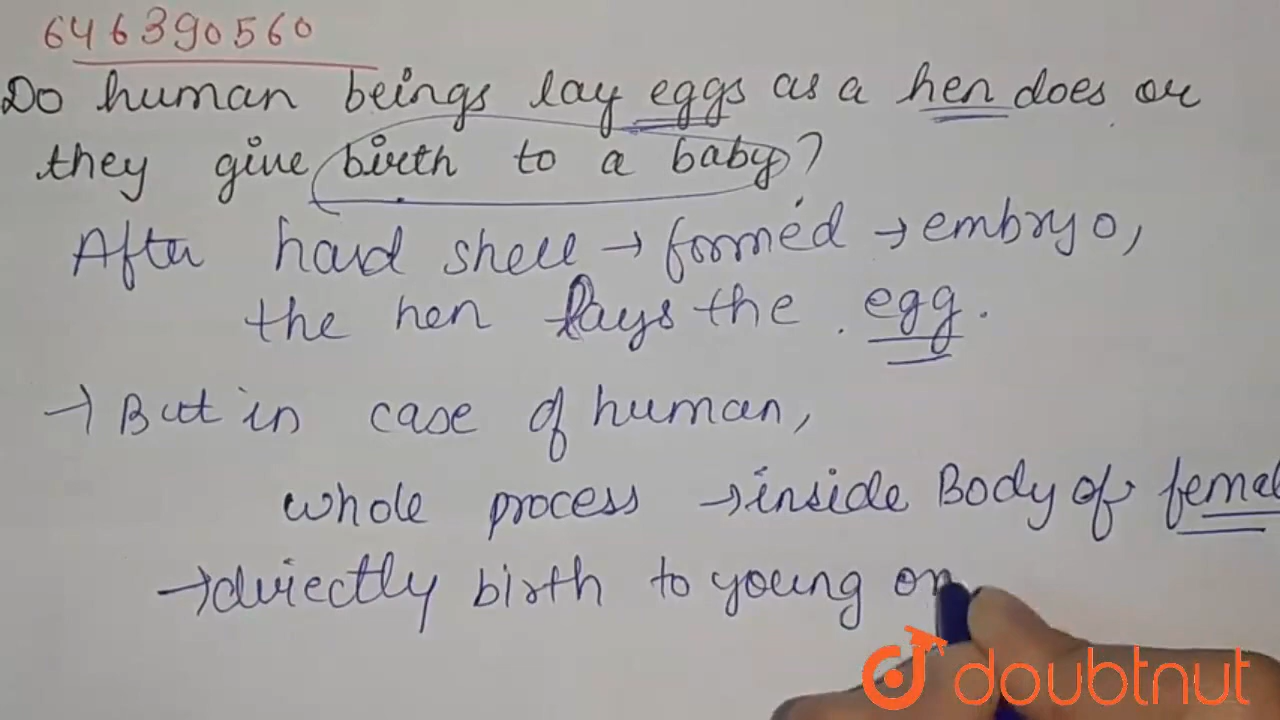 646390560
Do human beings lay eggs as a hen does or
they give birth to a baby?
After hard shell → formed → embryo,
the hen lays the egg.
→ But in case of human,
whole process → inside Body of femal
→ directly birth to young on
doubtnut